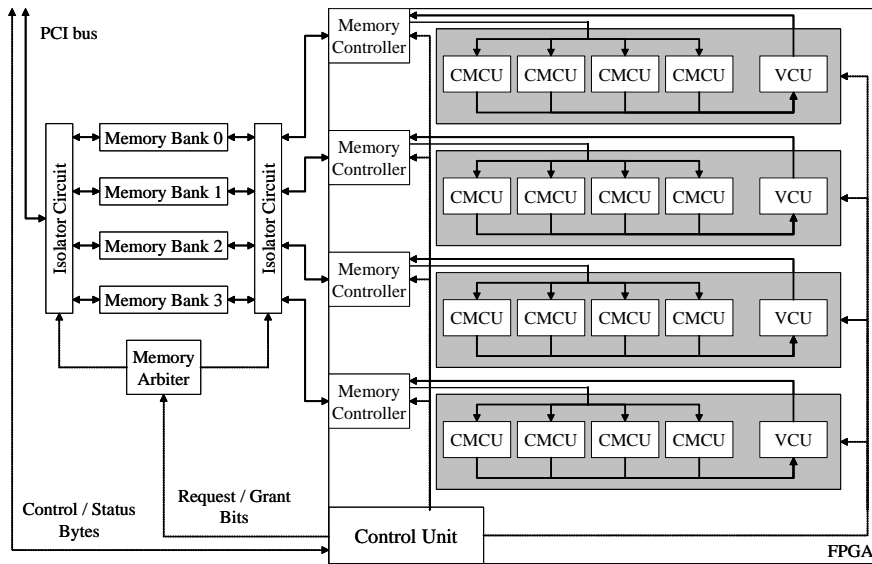 PCI bus
Memory
Controller
CMCU CMCU CMCU CMCU VCU
Isolator Circuit
Memory Bank 0
Memory Bank 1
Memory Bank 2
Memory Bank 3
Isolator Circuit
Memory
Controller
CMCU CMCU CMCU CMCU VCU
Memory
Controller
CMCU CMCU CMCU CMCU VCU
Memory
Arbiter
Memory
Controller
CMCU CMCU CMCU CMCU VCU
Control / Status
Bytes
Request / Grant
Bits
Control Unit
FPGA